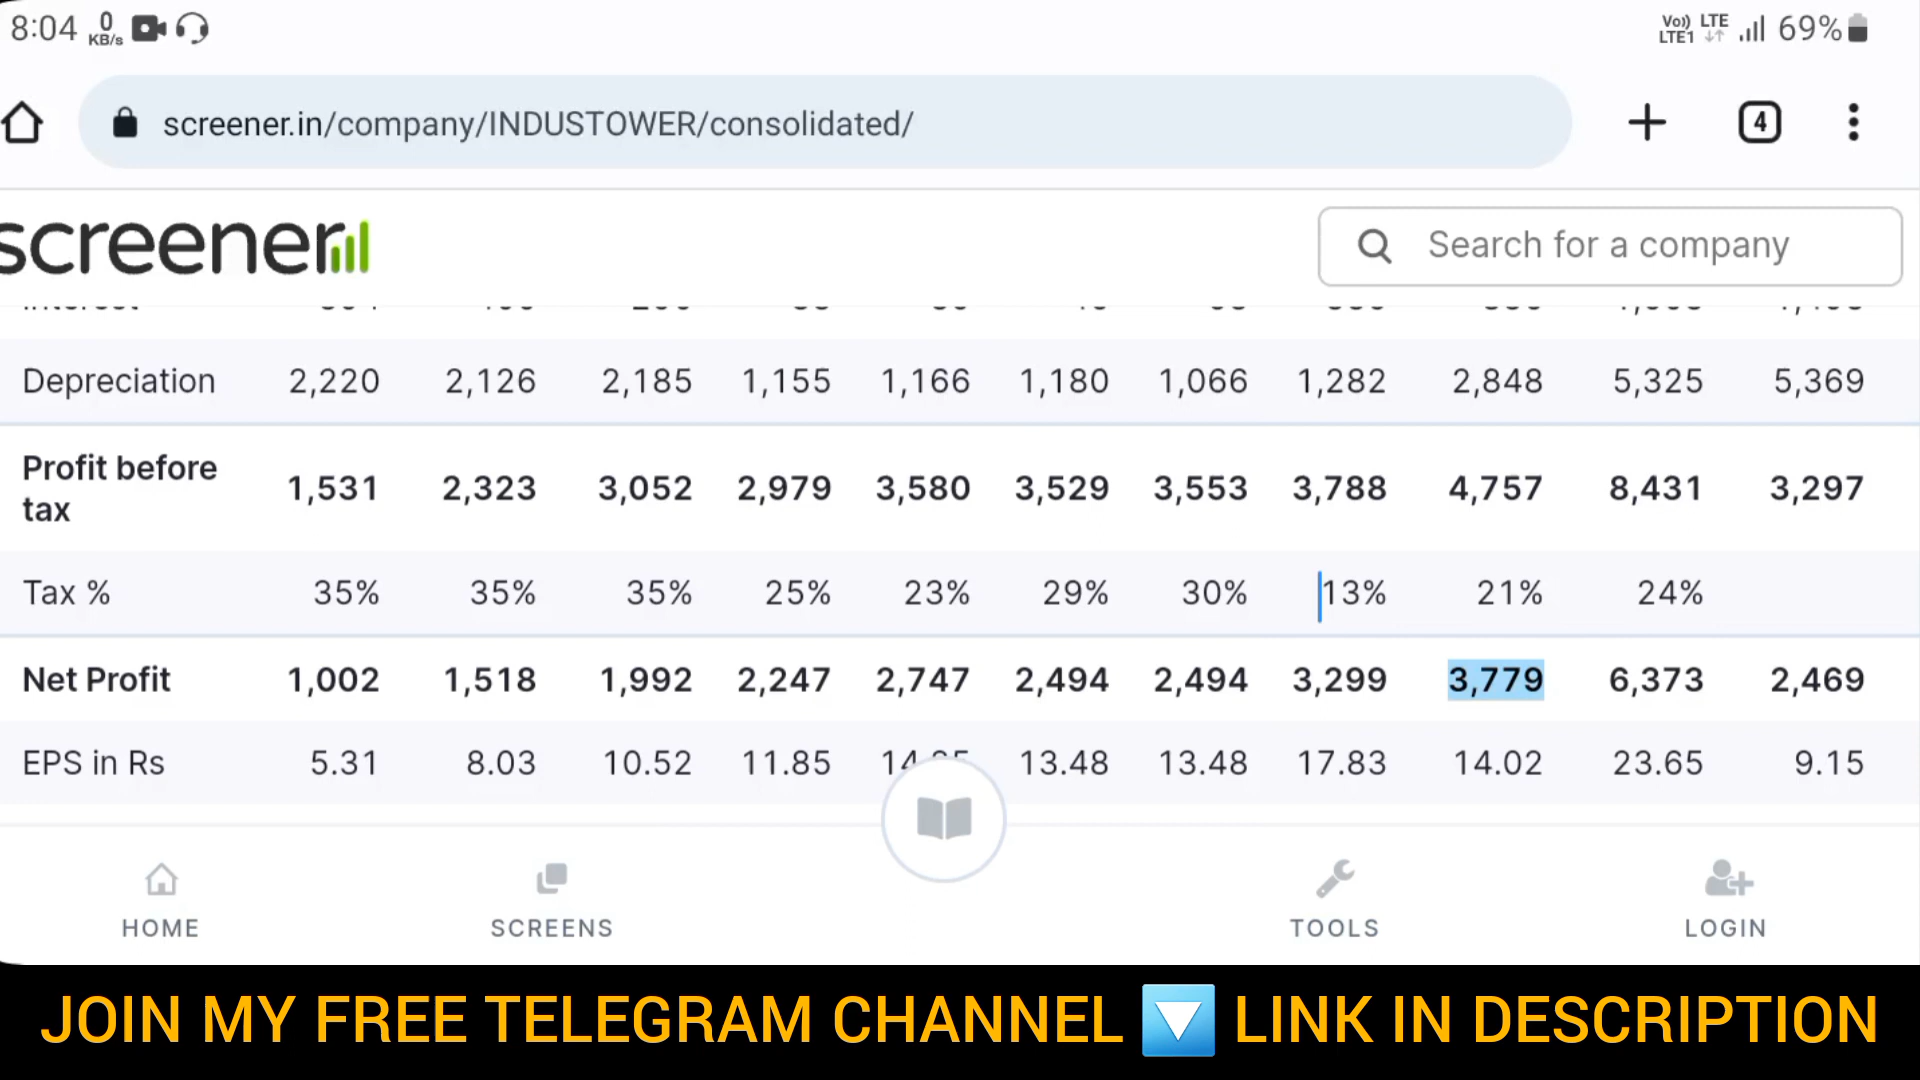 8:04 0 KB/s Vo)) LTE1 LTE 69%
screener.in/company/INDUSTOWER/consolidated/ 4
screener Search for a company
Depreciation 2,220 2,126 2,185 1,155 1,166 1,180 1,066 1,282 2,848 5,325 5,369
Profit before
tax 1,531 2,323 3,052 2,979 3,580 3,529 3,553 3,788 4,757 8,431 3,297
Tax % 35% 35% 35% 25% 23% 29% 30% 13% 21% 24%
Net Profit 1,002 1,518 1,992 2,247 2,747 2,494 2,494 3,299 3,779 6,373 2,469
EPS in Rs 5.31 8.03 10.52 11.85 13.48 13.48 17.83 14.02 23.65 9.15
HOME SCREENS TOOLS LOGIN
JOIN MY FREE TELEGRAM CHANNEL 🔽 LINK IN DESCRIPTION